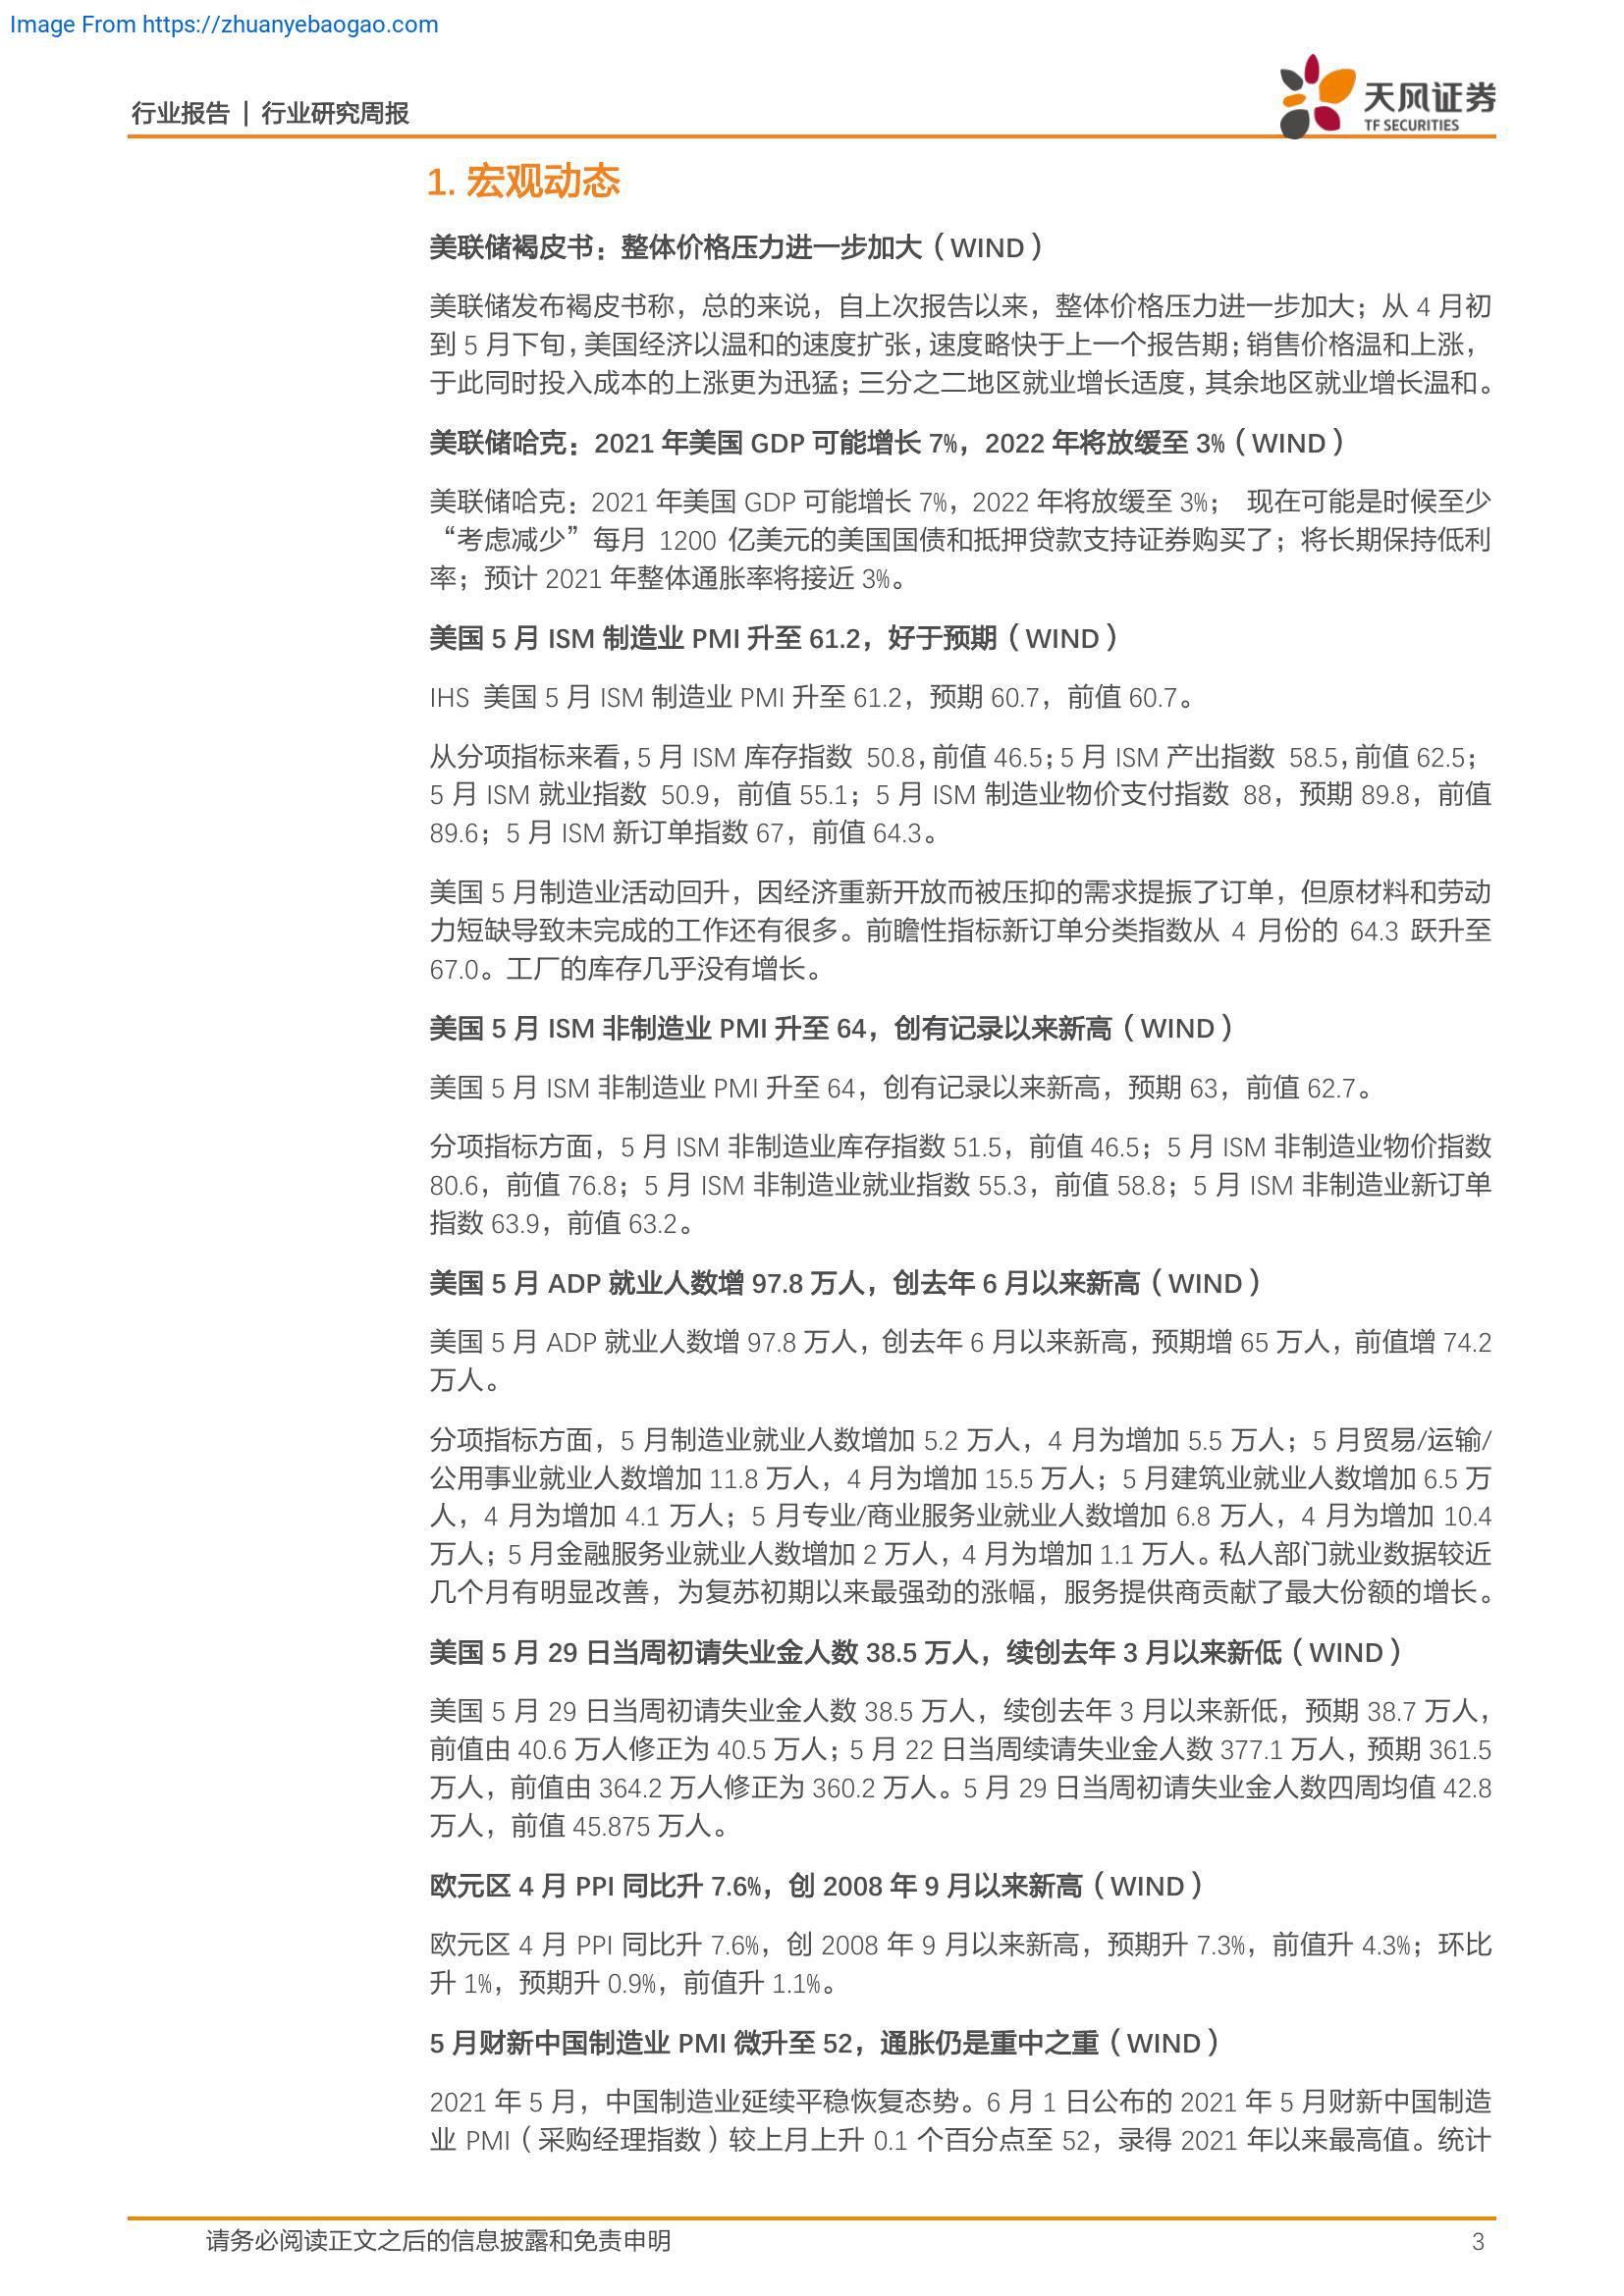 Image From https://zhuanyebaogao.com
行业报告 | 行业研究周报
天风证券
TF SECURITIES
1. 宏观动态
美联储褐皮书：整体价格压力进一步加大（WIND）
美联储发布褐皮书称，总的来说，自上次报告以来，整体价格压力进一步加大；从 4 月初
到 5 月下旬，美国经济以温和的速度扩张，速度略快于上一个报告期；销售价格温和上涨，
于此同时投入成本的上涨更为迅猛；三分之二地区就业增长适度，其余地区就业增长温和。
美联储哈克：2021 年美国 GDP 可能增长 7%，2022 年将放缓至 3%（WIND）
美联储哈克：2021 年美国 GDP 可能增长 7%，2022 年将放缓至 3%； 现在可能是时候至少
“考虑减少”每月 1200 亿美元的美国国债和抵押贷款支持证券购买了；将长期保持低利
率；预计 2021 年整体通胀率将接近 3%。
美国 5 月 ISM 制造业 PMI 升至 61.2，好于预期（WIND）
IHS 美国 5 月 ISM 制造业 PMI 升至 61.2，预期 60.7，前值 60.7。
从分项指标来看，5 月 ISM 库存指数 50.8，前值 46.5；5 月 ISM 产出指数 58.5，前值 62.5；
5 月 ISM 就业指数 50.9，前值 55.1；5 月 ISM 制造业物价支付指数 88，预期 89.8，前值
89.6；5 月 ISM 新订单指数 67，前值 64.3。
美国 5 月制造业活动回升，因经济重新开放而被压抑的需求提振了订单，但原材料和劳动
力短缺导致未完成的工作还有很多。前瞻性指标新订单分类指数从 4 月份的 64.3 跃升至
67.0。工厂的库存几乎没有增长。
美国 5 月 ISM 非制造业 PMI 升至 64，创有记录以来新高（WIND）
美国 5 月 ISM 非制造业 PMI 升至 64，创有记录以来新高，预期 63，前值 62.7。
分项指标方面，5 月 ISM 非制造业库存指数 51.5，前值 46.5；5 月 ISM 非制造业物价指数
80.6，前值 76.8；5 月 ISM 非制造业就业指数 55.3，前值 58.8；5 月 ISM 非制造业新订单
指数 63.9，前值 63.2。
美国 5 月 ADP 就业人数增 97.8 万人，创去年 6 月以来新高（WIND）
美国 5 月 ADP 就业人数增 97.8 万人，创去年 6 月以来新高，预期增 65 万人，前值增 74.2
万人。
分项指标方面，5 月制造业就业人数增加 5.2 万人，4 月为增加 5.5 万人；5 月贸易/运输/
公用事业就业人数增加 11.8 万人，4 月为增加 15.5 万人；5 月建筑业就业人数增加 6.5 万
人，4 月为增加 4.1 万人；5 月专业/商业服务业就业人数增加 6.8 万人，4 月为增加 10.4
万人；5 月金融服务业就业人数增加 2 万人，4 月为增加 1.1 万人。私人部门就业数据较近
几个月有明显改善，为复苏初期以来最强劲的涨幅，服务提供商贡献了最大份额的增长。
美国 5 月 29 日当周初请失业金人数 38.5 万人，续创去年 3 月以来新低（WIND）
美国 5 月 29 日当周初请失业金人数 38.5 万人，续创去年 3 月以来新低，预期 38.7 万人，
前值由 40.6 万人修正为 40.5 万人；5 月 22 日当周续请失业金人数 377.1 万人，预期 361.5
万人，前值由 364.2 万人修正为 360.2 万人。5 月 29 日当周初请失业金人数四周均值 42.8
万人，前值 45.875 万人。
欧元区 4 月 PPI 同比升 7.6%，创 2008 年 9 月以来新高（WIND）
欧元区 4 月 PPI 同比升 7.6%，创 2008 年 9 月以来新高，预期升 7.3%，前值升 4.3%；环比
升 1%，预期升 0.9%，前值升 1.1%。
5 月财新中国制造业 PMI 微升至 52，通胀仍是重中之重（WIND）
2021 年 5 月，中国制造业延续平稳恢复态势。6 月 1 日公布的 2021 年 5 月财新中国制造
业 PMI（采购经理指数）较上月上升 0.1 个百分点至 52，录得 2021 年以来最高值。统计
请务必阅读正文之后的信息披露和免责申明
3